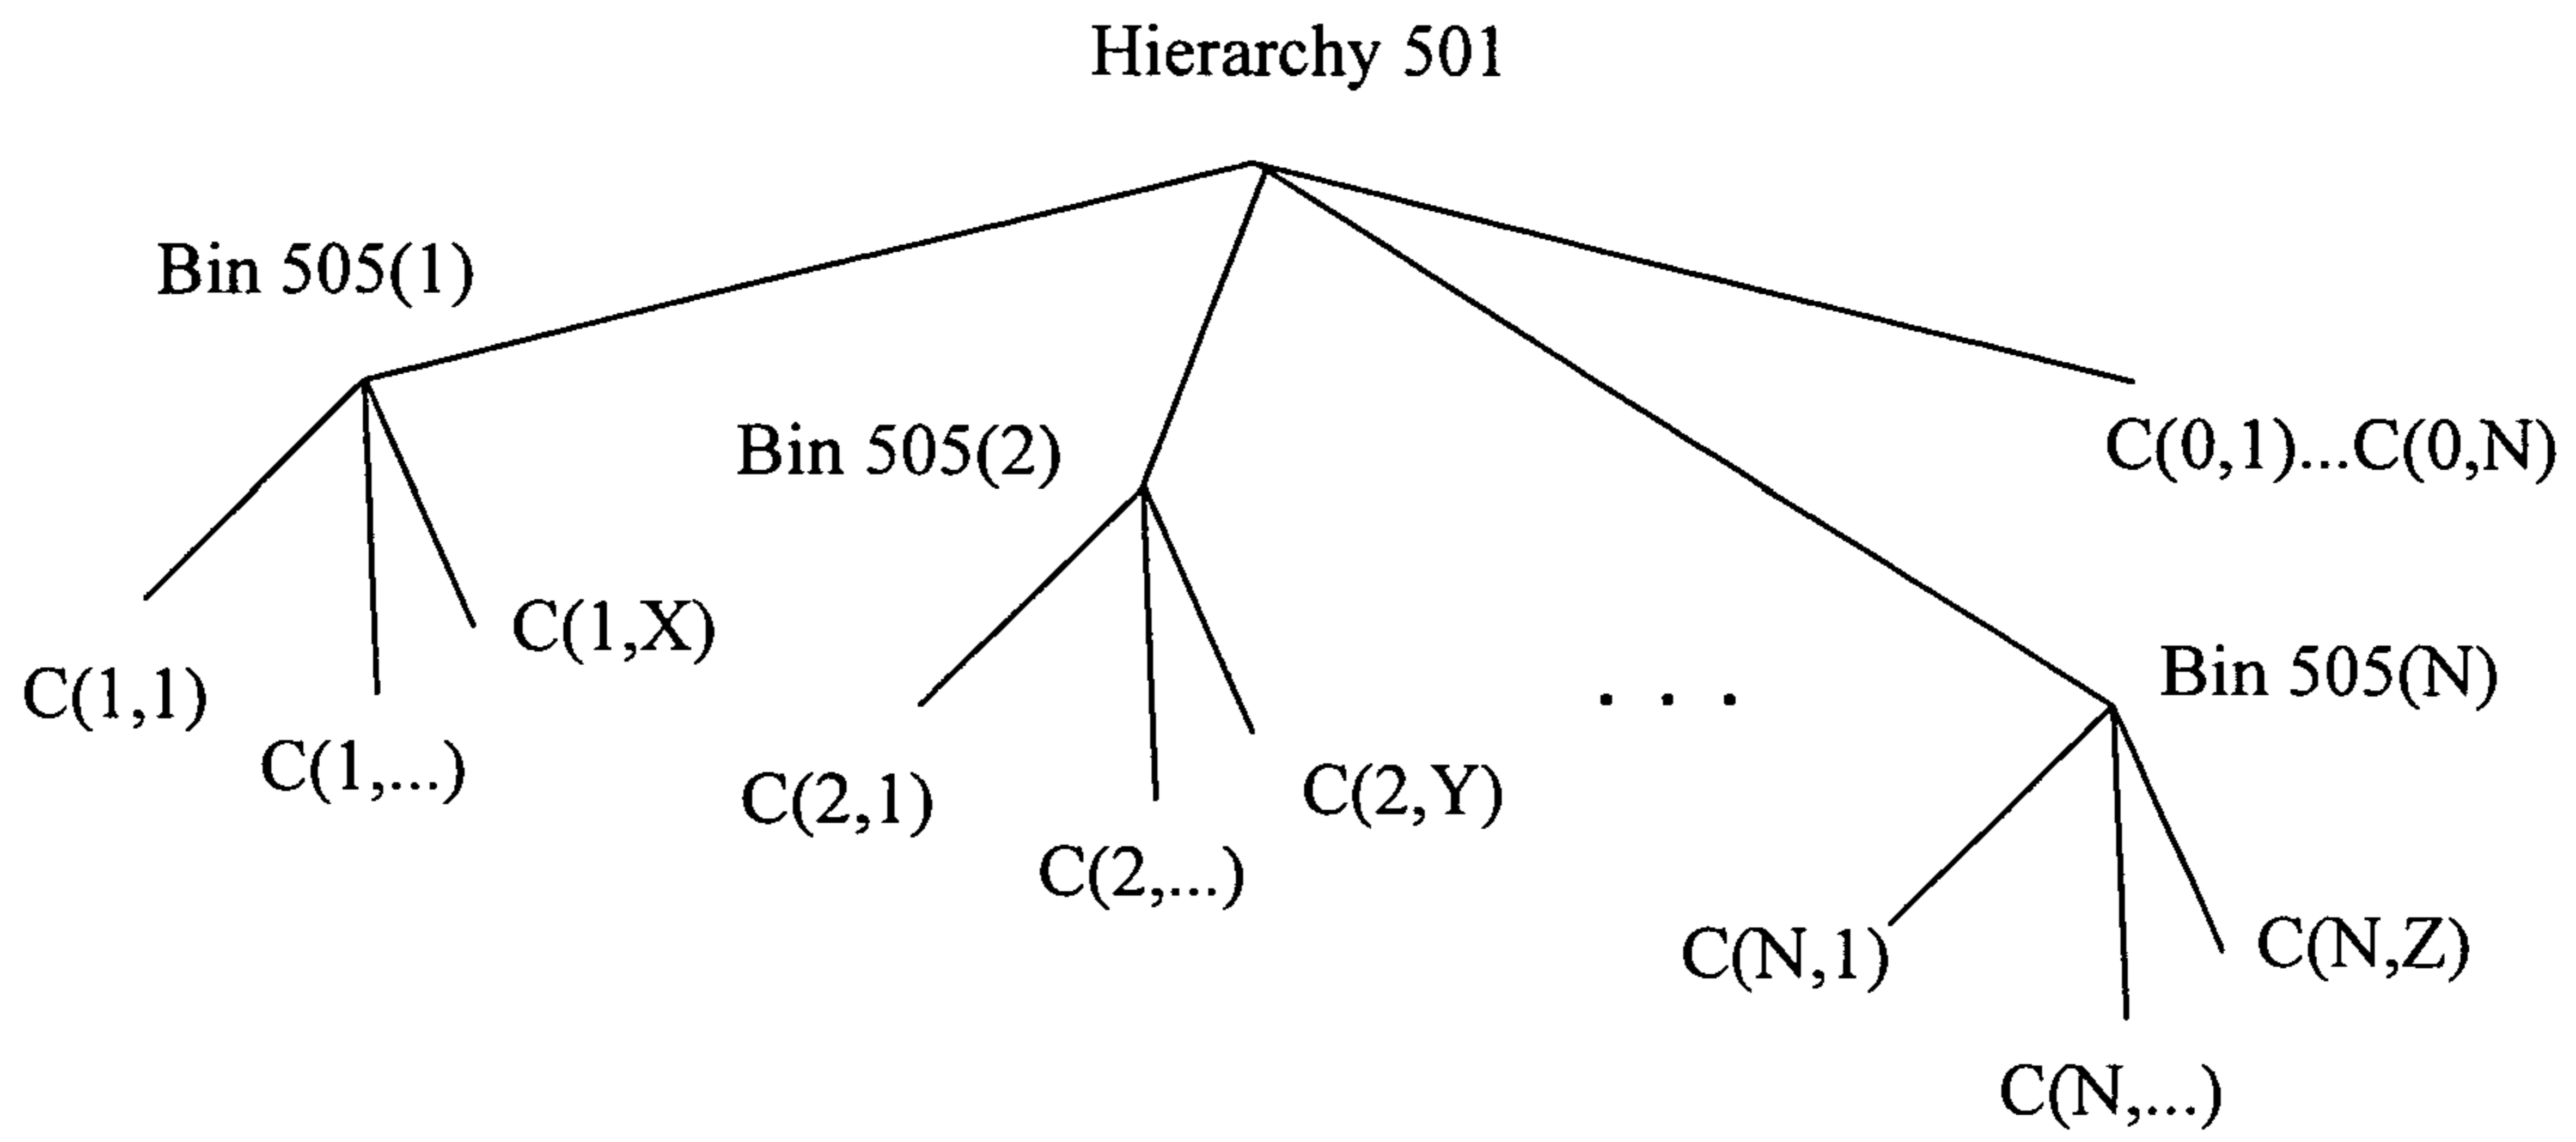 Hierarchy 501
Bin 505(1)
C(1,1)
C(1,...)
C(1,X)
Bin 505(2)
C(2,1)
C(2,...)
C(2,Y)
. . .
Bin 505(N)
C(N,1)
C(N,...)
C(N,Z)
C(0,1)...C(0,N)